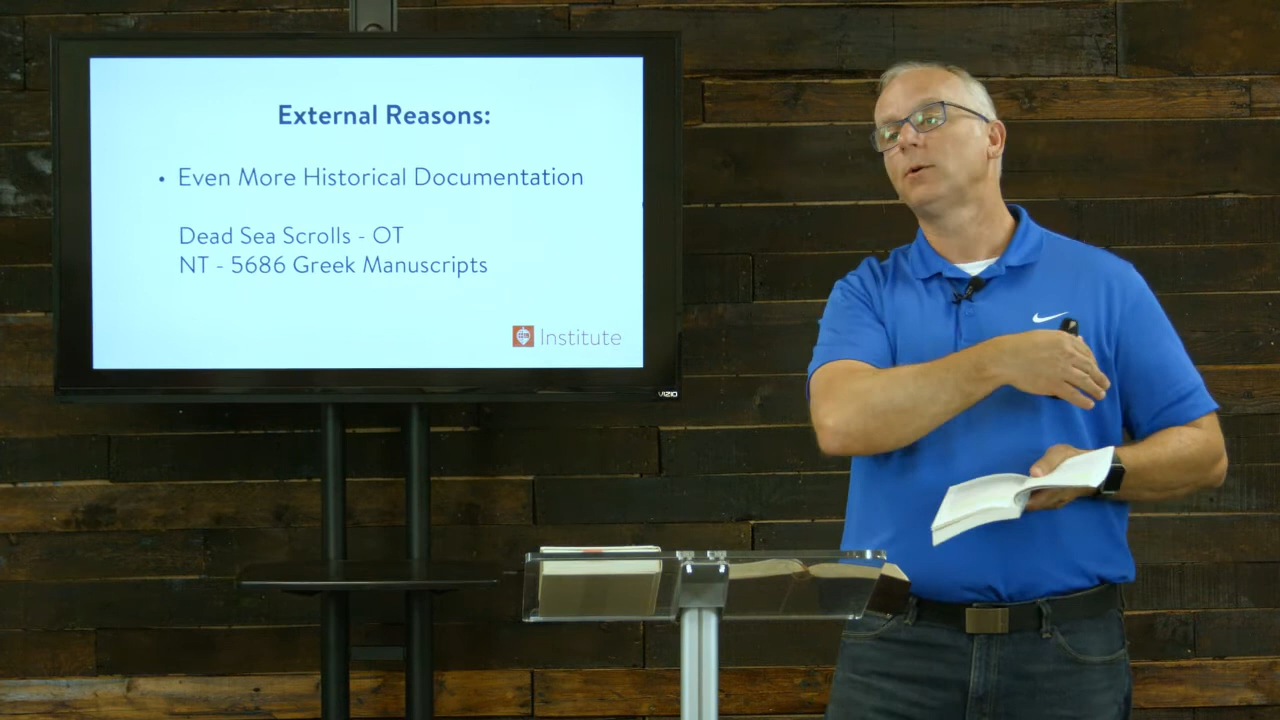 External Reasons:
• Even More Historical Documentation
Dead Sea Scrolls - OT
NT - 5686 Greek Manuscripts
Institute
VIZIO